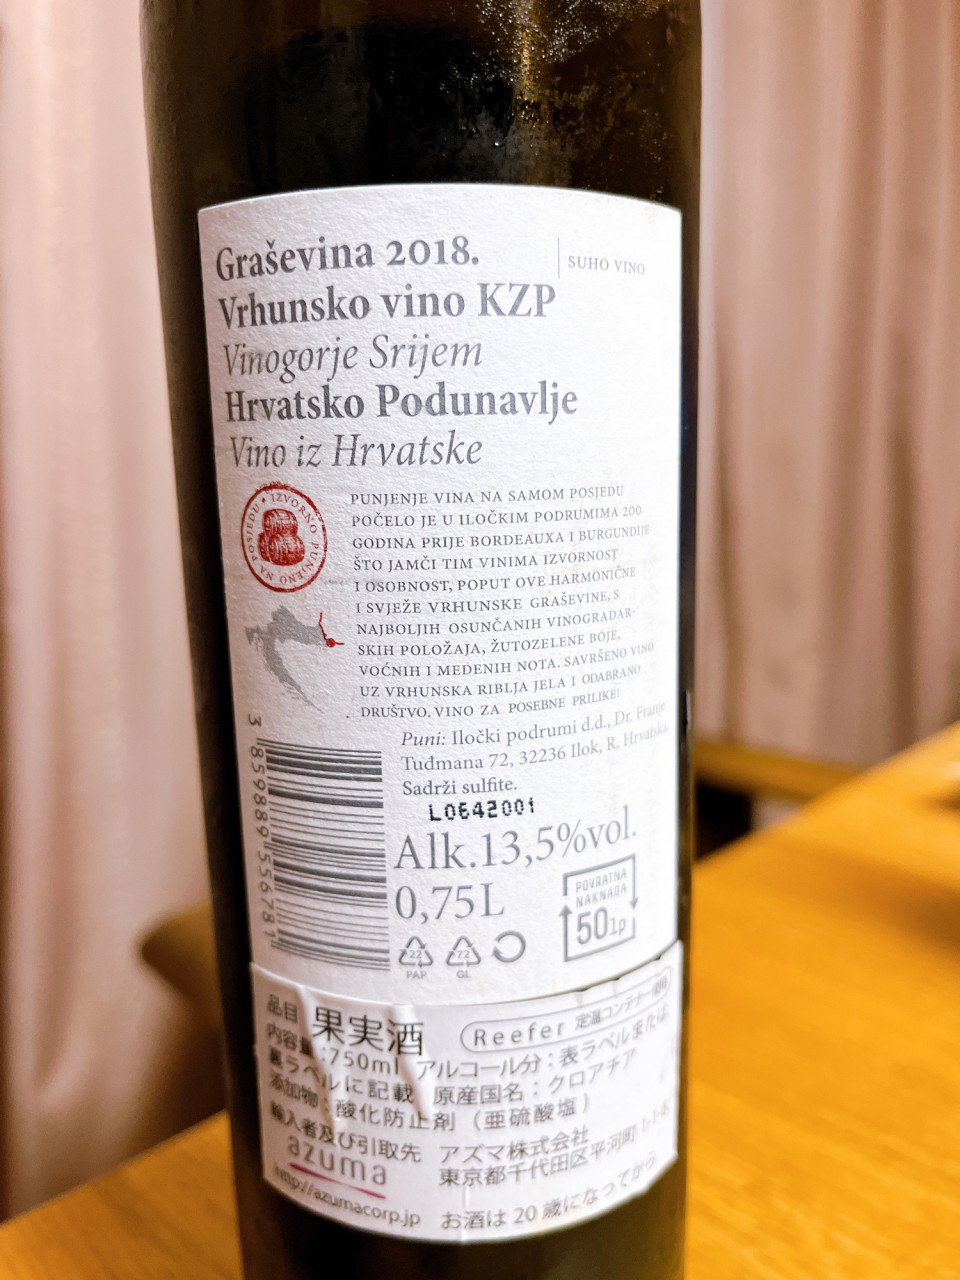 Graševina 2018.
SUHO VINO
Vrhunsko vino KZP
Vinogorje Srijem
Hrvatsko Podunavlje
Vino iz Hrvatske
IZVORNO PUNJENO NA POSJEDU
PUNJENJE VINA NA SAMOM POSJEDU
POČELO JE U ILOČKIM PODRUMIMA 200
GODINA PRIJE BORDEAUXA I BURGUNDIJE
ŠTO JAMČI TIM VINIMA IZVORNOST
I OSOBNOST, POPUT OVE HARMONIČNE
I SVJEŽE VRHUNSKE GRAŠEVINE, S
NAJBOLJIH OSUNČANIH VINOGRADAR-
SKIH POLOŽAJA, ŽUTOZELENE BOJE,
VOĆNIH I MEDENIH NOTA. SAVRŠENO VINO
UZ VRHUNSKA RIBLJA JELA I ODABRANO
DRUŠTVO. VINO ZA POSEBNE PRILIKE!
Puni: Iločki podrumi d.d., Dr. Franje
Tuđmana 72, 32236 Ilok, R. Hrvatska.
Sadrži sulfite.
L0642001
3 859889 556781
Alk.13,5%vol.
0,75L
POVRATNA
NAKNADA
50lp
22
PAP
72
GL
品目 果実酒
Reefer 定温コンテナー使用
内容量:750ml アルコール分:表ラベルまたは
裏ラベルに記載 原産国名:クロアチア
添加物:酸化防止剤(亜硫酸塩)
輸入者及び引取先 アズマ株式会社
東京都千代田区平河町
azuma
http://azumacorp.jp
お酒は20歳になってから